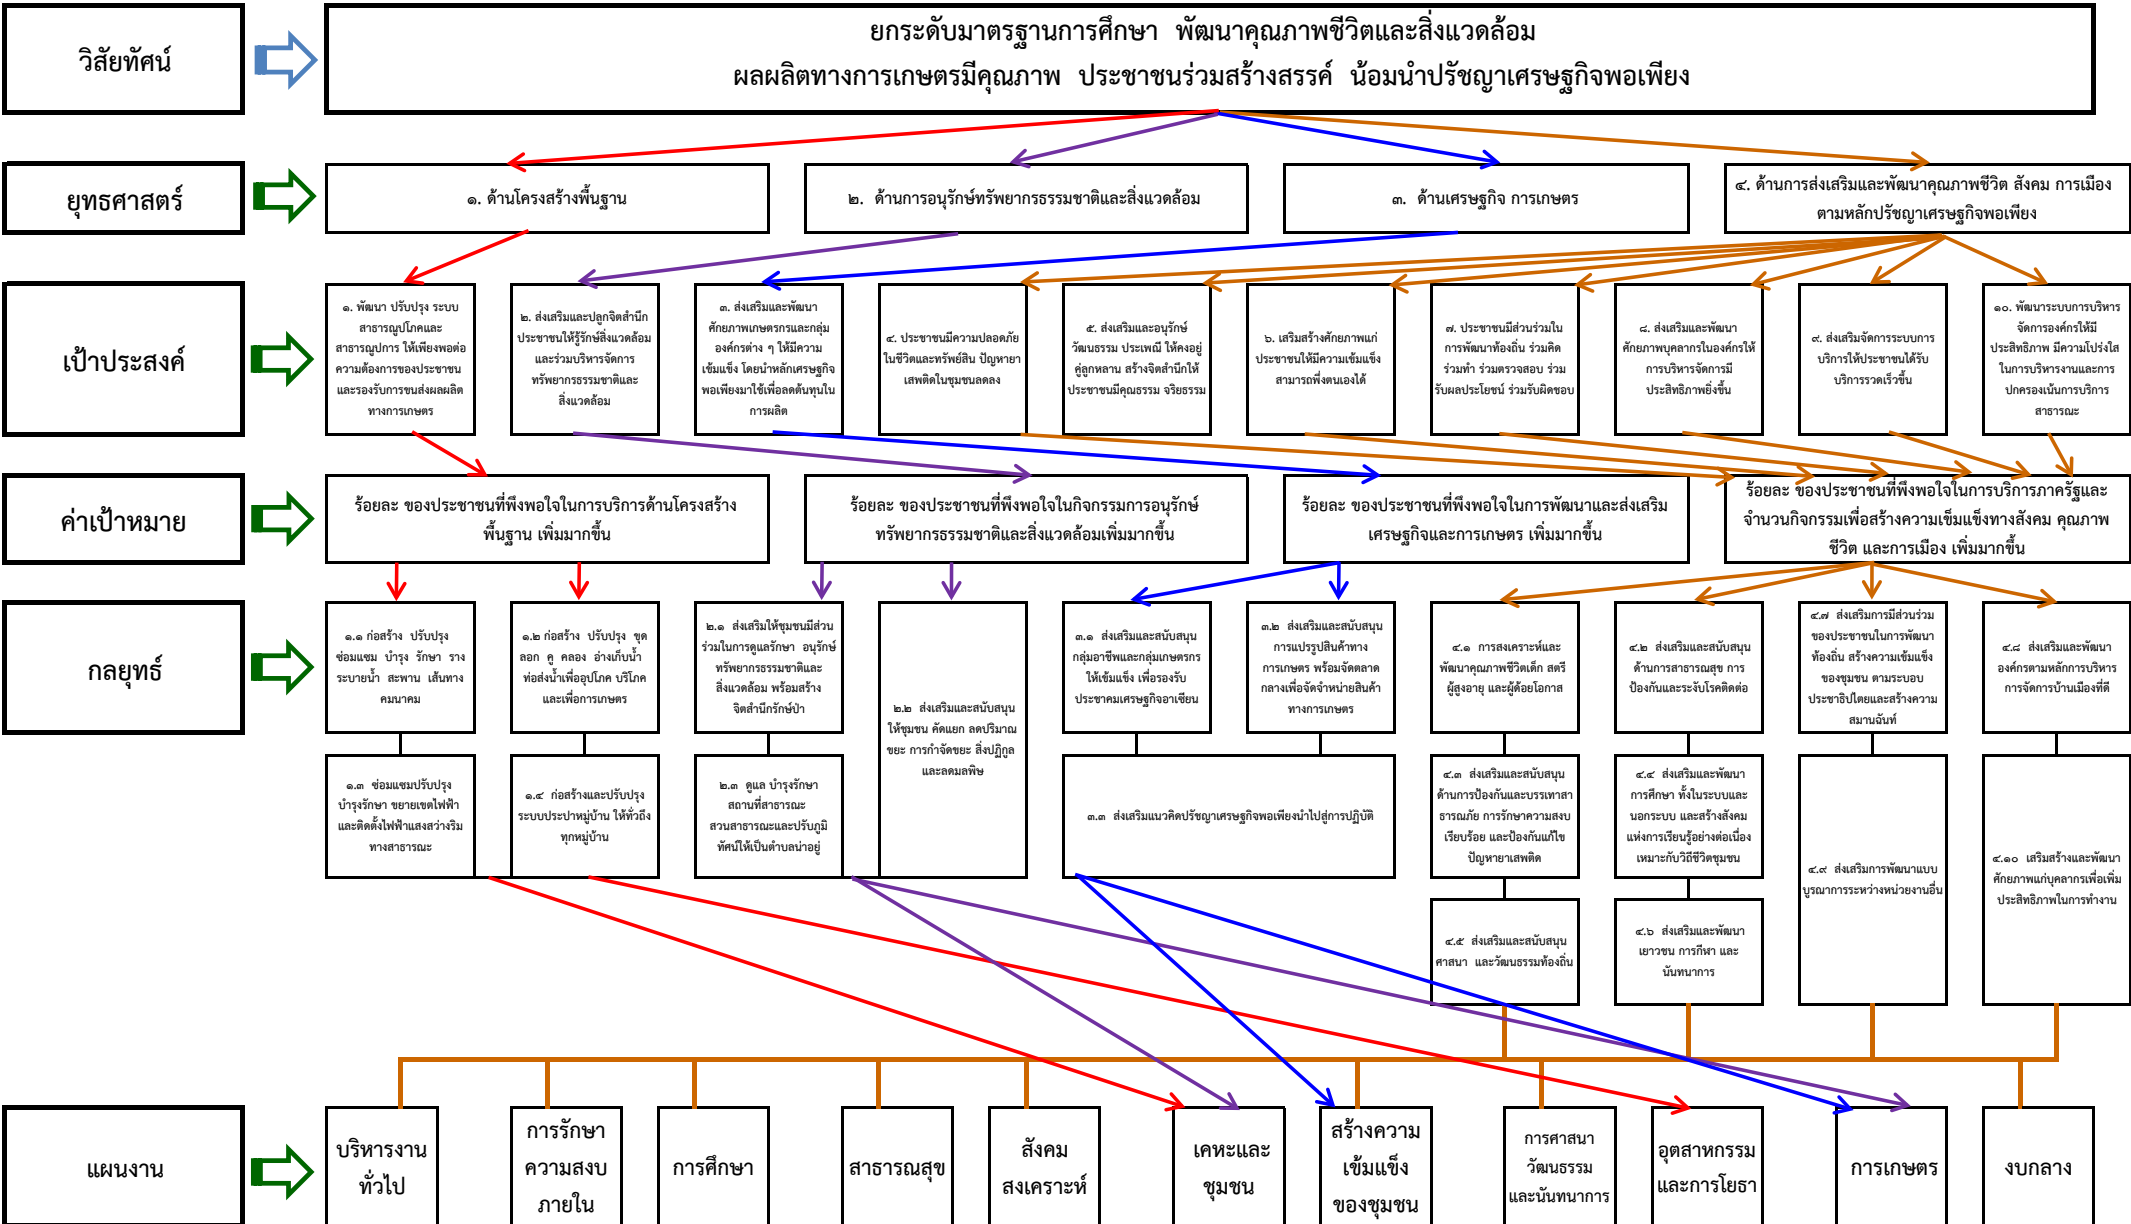 วิสัยทัศน์
ยกระดับมาตรฐานการศึกษา พัฒนาคุณภาพชีวิตและสิ่งแวดล้อม
ผลผลิตทางการเกษตรมีคุณภาพ ประชาชนร่วมสร้างสรรค์ น้อมนำปรัชญาเศรษฐกิจพอเพียง
ยุทธศาสตร์
๑. ด้านโครงสร้างพื้นฐาน
๒. ด้านการอนุรักษ์ทรัพยากรธรรมชาติและสิ่งแวดล้อม
๓. ด้านเศรษฐกิจ การเกษตร
๔. ด้านการส่งเสริมและพัฒนาคุณภาพชีวิต สังคม การเมือง
ตามหลักปรัชญาเศรษฐกิจพอเพียง
เป้าประสงค์
๑. พัฒนา ปรับปรุง ระบบ
สาธารณูปโภคและ
สาธารณูปการ ให้เพียงพอต่อ
ความต้องการของประชาชน
และรองรับการขนส่งผลผลิต
ทางการเกษตร
๒. ส่งเสริมและปลูกจิตสำนึก
ประชาชนให้รู้รักษ์สิ่งแวดล้อม
และร่วมบริหารจัดการ
ทรัพยากรธรรมชาติและ
สิ่งแวดล้อม
๓. ส่งเสริมและพัฒนา
ศักยภาพเกษตรกรและกลุ่ม
องค์กรต่าง ๆ ให้มีความ
เข้มแข็ง โดยนำหลักเศรษฐกิจ
พอเพียงมาใช้เพื่อลดต้นทุนใน
การผลิต
๔. ประชาชนมีความปลอดภัย
ในชีวิตและทรัพย์สิน ปัญหายา
เสพติดในชุมชนลดลง
๕. ส่งเสริมและอนุรักษ์
วัฒนธรรม ประเพณี ให้คงอยู่
คู่ลูกหลาน สร้างจิตสำนึกให้
ประชาชนมีคุณธรรม จริยธรรม
๖. เสริมสร้างศักยภาพแก่
ประชาชนให้มีความเข้มแข็ง
สามารถพึ่งตนเองได้
๗. ประชาชนมีส่วนร่วมใน
การพัฒนาท้องถิ่น ร่วมคิด
ร่วมทำ ร่วมตรวจสอบ ร่วม
รับผลประโยชน์ ร่วมรับผิดชอบ
๘. ส่งเสริมและพัฒนา
ศักยภาพบุคลากรในองค์กรให้
การบริหารจัดการมี
ประสิทธิภาพยิ่งขึ้น
๙. ส่งเสริมจัดการระบบการ
บริการให้ประชาชนได้รับ
บริการรวดเร็วขึ้น
๑๐. พัฒนาระบบการบริหาร
จัดการองค์กรให้มี
ประสิทธิภาพ มีความโปร่งใส
ในการบริหารงานและการ
ปกครองเน้นการบริการ
สาธารณะ
ค่าเป้าหมาย
ร้อยละ ของประชาชนที่พึงพอใจในการบริการด้านโครงสร้าง
พื้นฐาน เพิ่มมากขึ้น
ร้อยละ ของประชาชนที่พึงพอใจในกิจกรรมการอนุรักษ์
ทรัพยากรธรรมชาติและสิ่งแวดล้อมเพิ่มมากขึ้น
ร้อยละ ของประชาชนที่พึงพอใจในการพัฒนาและส่งเสริม
เศรษฐกิจและการเกษตร เพิ่มมากขึ้น
ร้อยละ ของประชาชนที่พึงพอใจในการบริการภาครัฐและ
จำนวนกิจกรรมเพื่อสร้างความเข็มแข็งทางสังคม คุณภาพ
ชีวิต และการเมือง เพิ่มมากขึ้น
กลยุทธ์
๑.๑ ก่อสร้าง ปรับปรุง
ซ่อมแซม บำรุง รักษา ราง
ระบายน้ำ สะพาน เส้นทาง
คมนาคม
๑.๒ ก่อสร้าง ปรับปรุง ขุด
ลอก คู คลอง อ่างเก็บน้ำ
ท่อส่งน้ำเพื่ออุปโภค บริโภค
และเพื่อการเกษตร
๒.๑ ส่งเสริมให้ชุมชนมีส่วน
ร่วมในการดูแลรักษา อนุรักษ์
ทรัพยากรธรรมชาติและ
สิ่งแวดล้อม พร้อมสร้าง
จิตสำนึกรักษ์ป่า
๒.๒ ส่งเสริมและสนับสนุน
ให้ชุมชน คัดแยก ลดปริมาณ
ขยะ การกำจัดขยะ สิ่งปฏิกูล
และลดมลพิษ
๓.๑ ส่งเสริมและสนับสนุน
กลุ่มอาชีพและกลุ่มเกษตรกร
ให้เข้มแข็ง เพื่อรองรับ
ประชาคมเศรษฐกิจอาเซียน
๓.๒ ส่งเสริมและสนับสนุน
การแปรรูปสินค้าทาง
การเกษตร พร้อมจัดตลาด
กลางเพื่อจัดจำหน่ายสินค้า
ทางการเกษตร
๔.๑ การสงเคราะห์และ
พัฒนาคุณภาพชีวิตเด็ก สตรี
ผู้สูงอายุ และผู้ด้อยโอกาส
๔.๒ ส่งเสริมและสนับสนุน
ด้านการสาธารณสุข การ
ป้องกันและระงับโรคติดต่อ
๔.๗ ส่งเสริมการมีส่วนร่วม
ของประชาชนในการพัฒนา
ท้องถิ่น สร้างความเข้มแข็ง
ของชุมชน ตามระบอบ
ประชาธิปไตยและสร้างความ
สมานฉันท์
๔.๘ ส่งเสริมและพัฒนา
องค์กรตามหลักการบริหาร
การจัดการบ้านเมืองที่ดี
๑.๓ ซ่อมแซมปรับปรุง
บำรุงรักษา ขยายเขตไฟฟ้า
และติดตั้งไฟฟ้าแสงสว่างริม
ทางสาธารณะ
๑.๔ ก่อสร้างและปรับปรุง
ระบบประปาหมู่บ้าน ให้ทั่วถึง
ทุกหมู่บ้าน
๒.๓ ดูแล บำรุงรักษา
สถานที่สาธารณะ
สวนสาธารณะและปรับภูมิ
ทัศน์ให้เป็นตำบลน่าอยู่
๓.๓ ส่งเสริมแนวคิดปรัชญาเศรษฐกิจพอเพียงนำไปสู่การปฏิบัติ
๔.๓ ส่งเสริมและสนับสนุน
ด้านการป้องกันและบรรเทาสา
ธารณภัย การรักษาความสงบ
เรียบร้อย และป้องกันแก้ไข
ปัญหายาเสพติด
๔.๔ ส่งเสริมและพัฒนา
การศึกษา ทั้งในระบบและ
นอกระบบ และสร้างสังคม
แห่งการเรียนรู้อย่างต่อเนื่อง
เหมาะกับวิถีชีวิตชุมชน
๔.๙ ส่งเสริมการพัฒนาแบบ
บูรณาการระหว่างหน่วยงานอื่น
๔.๑๐ เสริมสร้างและพัฒนา
ศักยภาพแก่บุคลากรเพื่อเพิ่ม
ประสิทธิภาพในการทำงาน
๔.๕ ส่งเสริมและสนับสนุน
ศาสนา และวัฒนธรรมท้องถิ่น
๔.๖ ส่งเสริมและพัฒนา
เยาวชน การกีฬา และ
นันทนาการ
แผนงาน
บริหารงาน
ทั่วไป
การรักษา
ความสงบ
ภายใน
การศึกษา
สาธารณสุข
สังคม
สงเคราะห์
เคหะและ
ชุมชน
สร้างความ
เข้มแข็ง
ของชุมชน
การศาสนา
วัฒนธรรม
และนันทนาการ
อุตสาหกรรม
และการโยธา
การเกษตร
งบกลาง